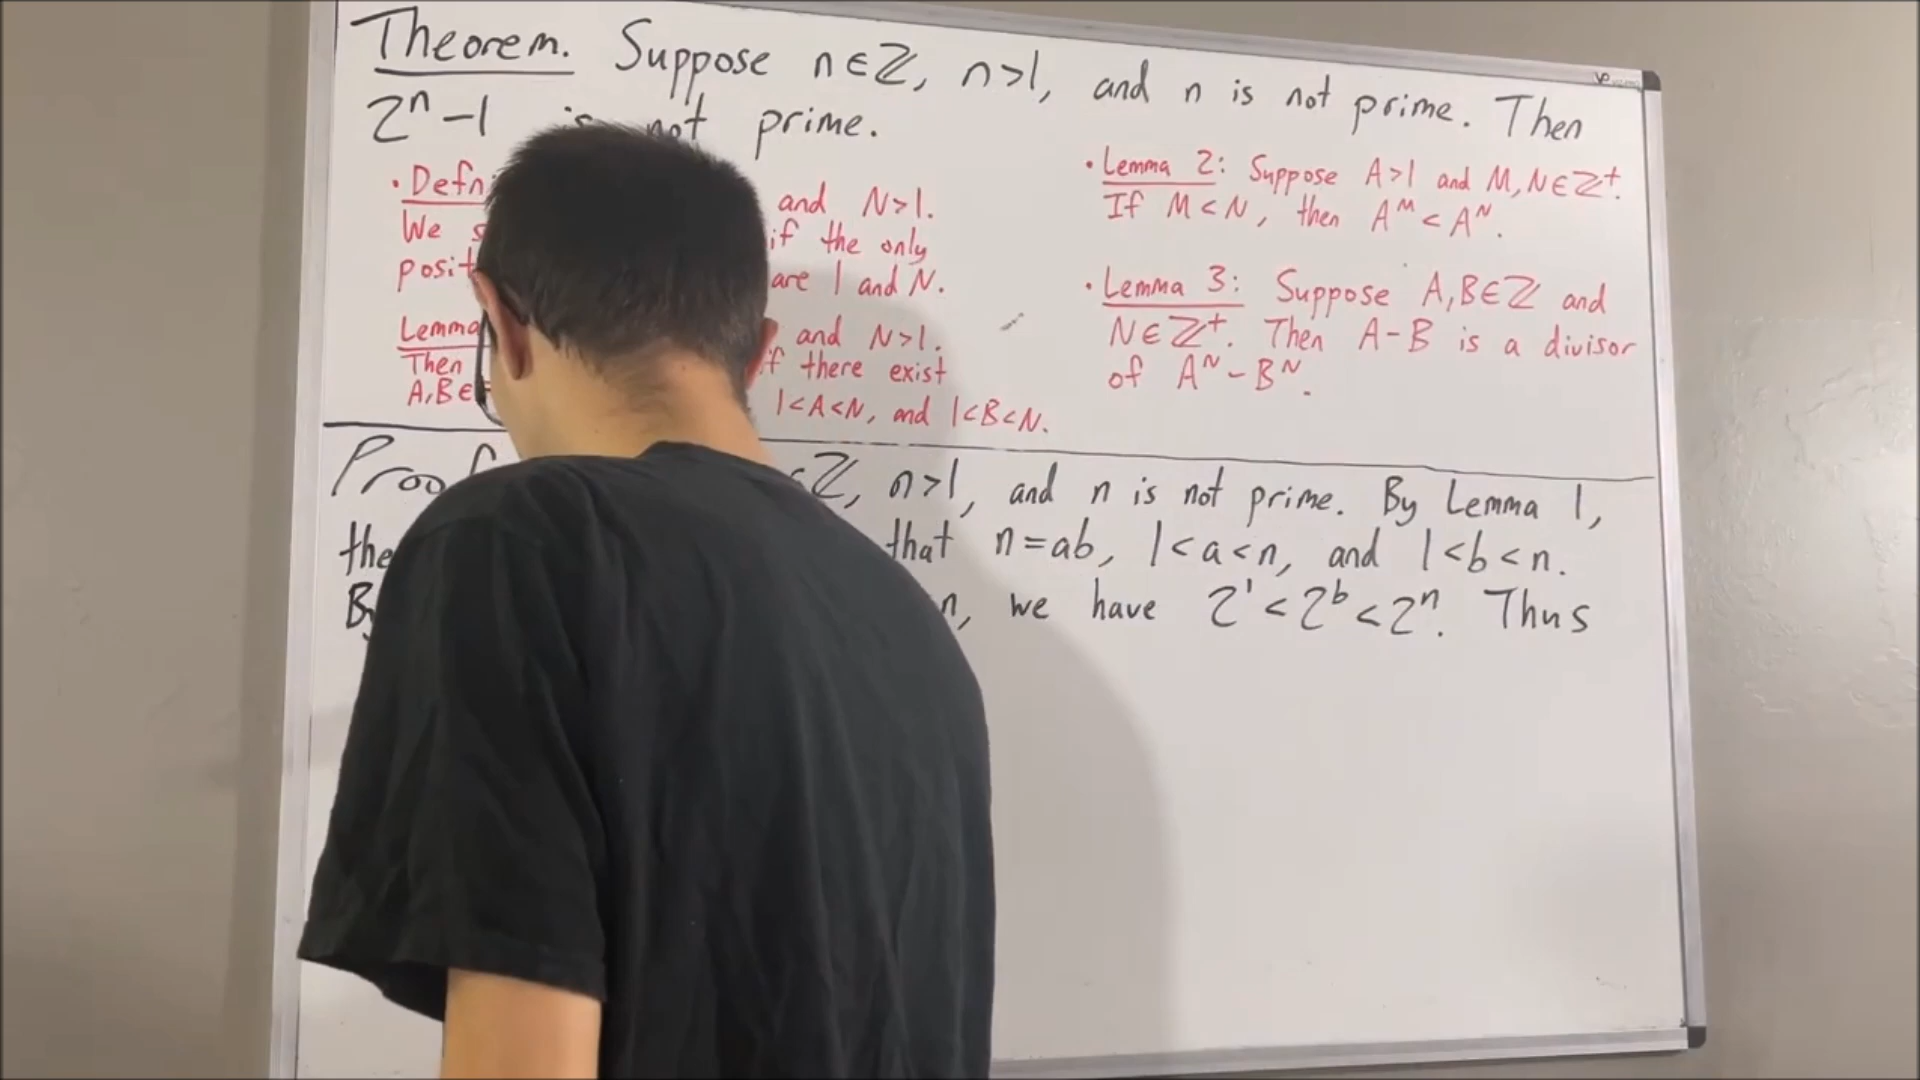 Theorem. Suppose n∈ℤ, n>1, and n is not prime. Then
2ⁿ-1 is not prime.
• Defn and N>1.
We if the only
are 1 and N.
Lemma and N>1.
Then if there exist
A,B∈ 1<A<N, and 1<B<N.
• Lemma 2: Suppose A>1 and M,N∈ℤ⁺.
If M<N, then Aᴹ<Aᴺ.
• Lemma 3: Suppose A,B∈ℤ and
N∈ℤ⁺. Then A-B is a divisor
of Aᴺ-Bᴺ.
Proof ∈ℤ, n>1, and n is not prime. By Lemma 1,
that n=ab, 1<a<n, and 1<b<n.
By n, we have 2¹<2ᵇ<2ⁿ. Thus